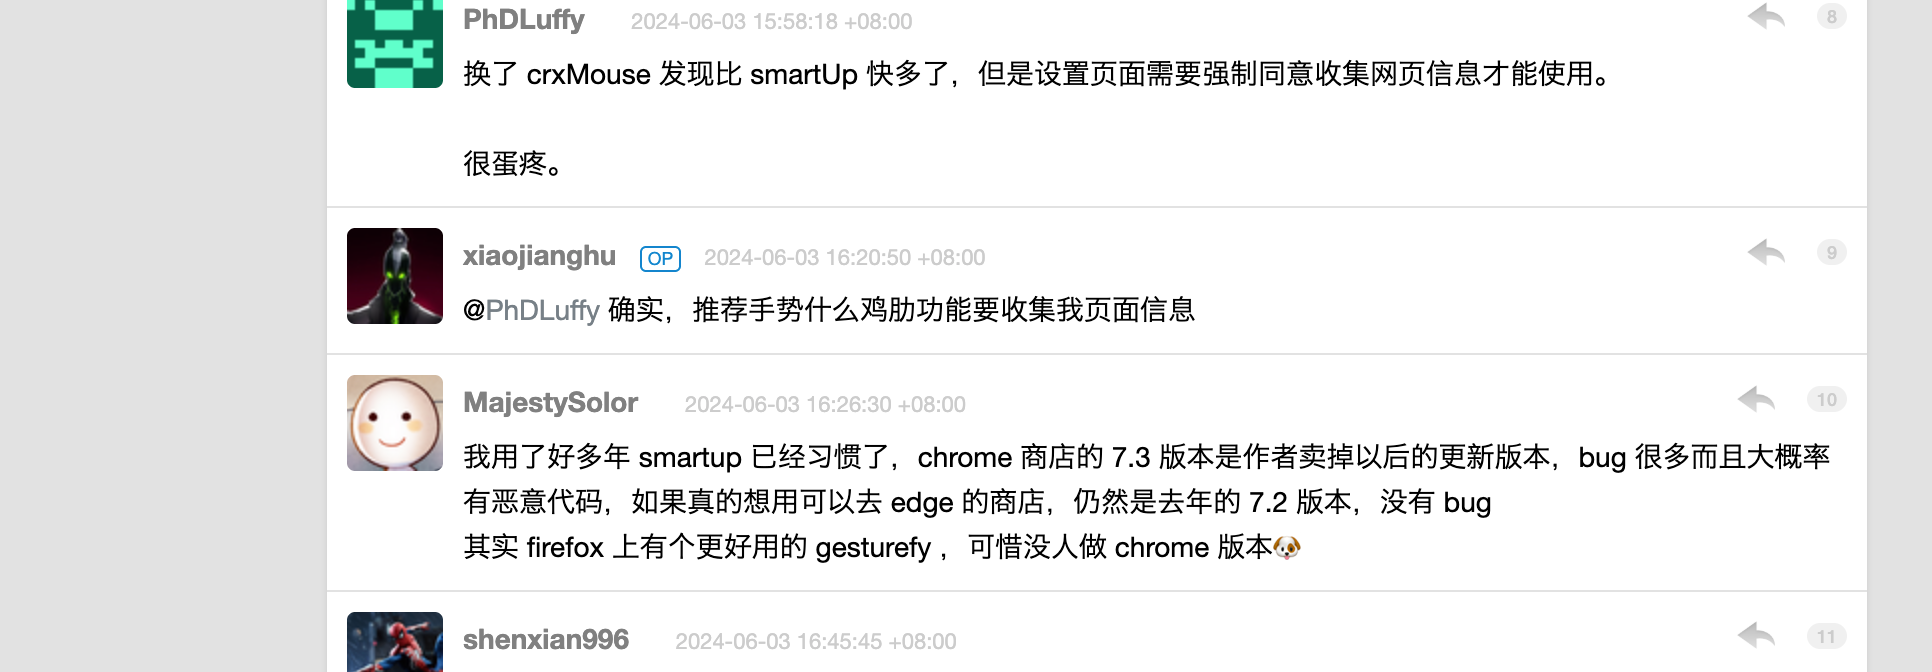 PhDLuffy 2024-06-03 15:58:18 +08:00 8
换了 crxMouse 发现比 smartUp 快多了，但是设置页面需要强制同意收集网页信息才能使用。
很蛋疼。
xiaojianghu OP 2024-06-03 16:20:50 +08:00 9
@PhDLuffy 确实，推荐手势什么鸡肋功能要收集我页面信息
MajestySolor 2024-06-03 16:26:30 +08:00 10
我用了好多年 smartup 已经习惯了，chrome 商店的 7.3 版本是作者卖掉以后的更新版本，bug 很多而且大概率
有恶意代码，如果真的想用可以去 edge 的商店，仍然是去年的 7.2 版本，没有 bug
其实 firefox 上有个更好用的 gesturefy ，可惜没人做 chrome 版本🐶
shenxian996 2024-06-03 16:45:45 +08:00 11